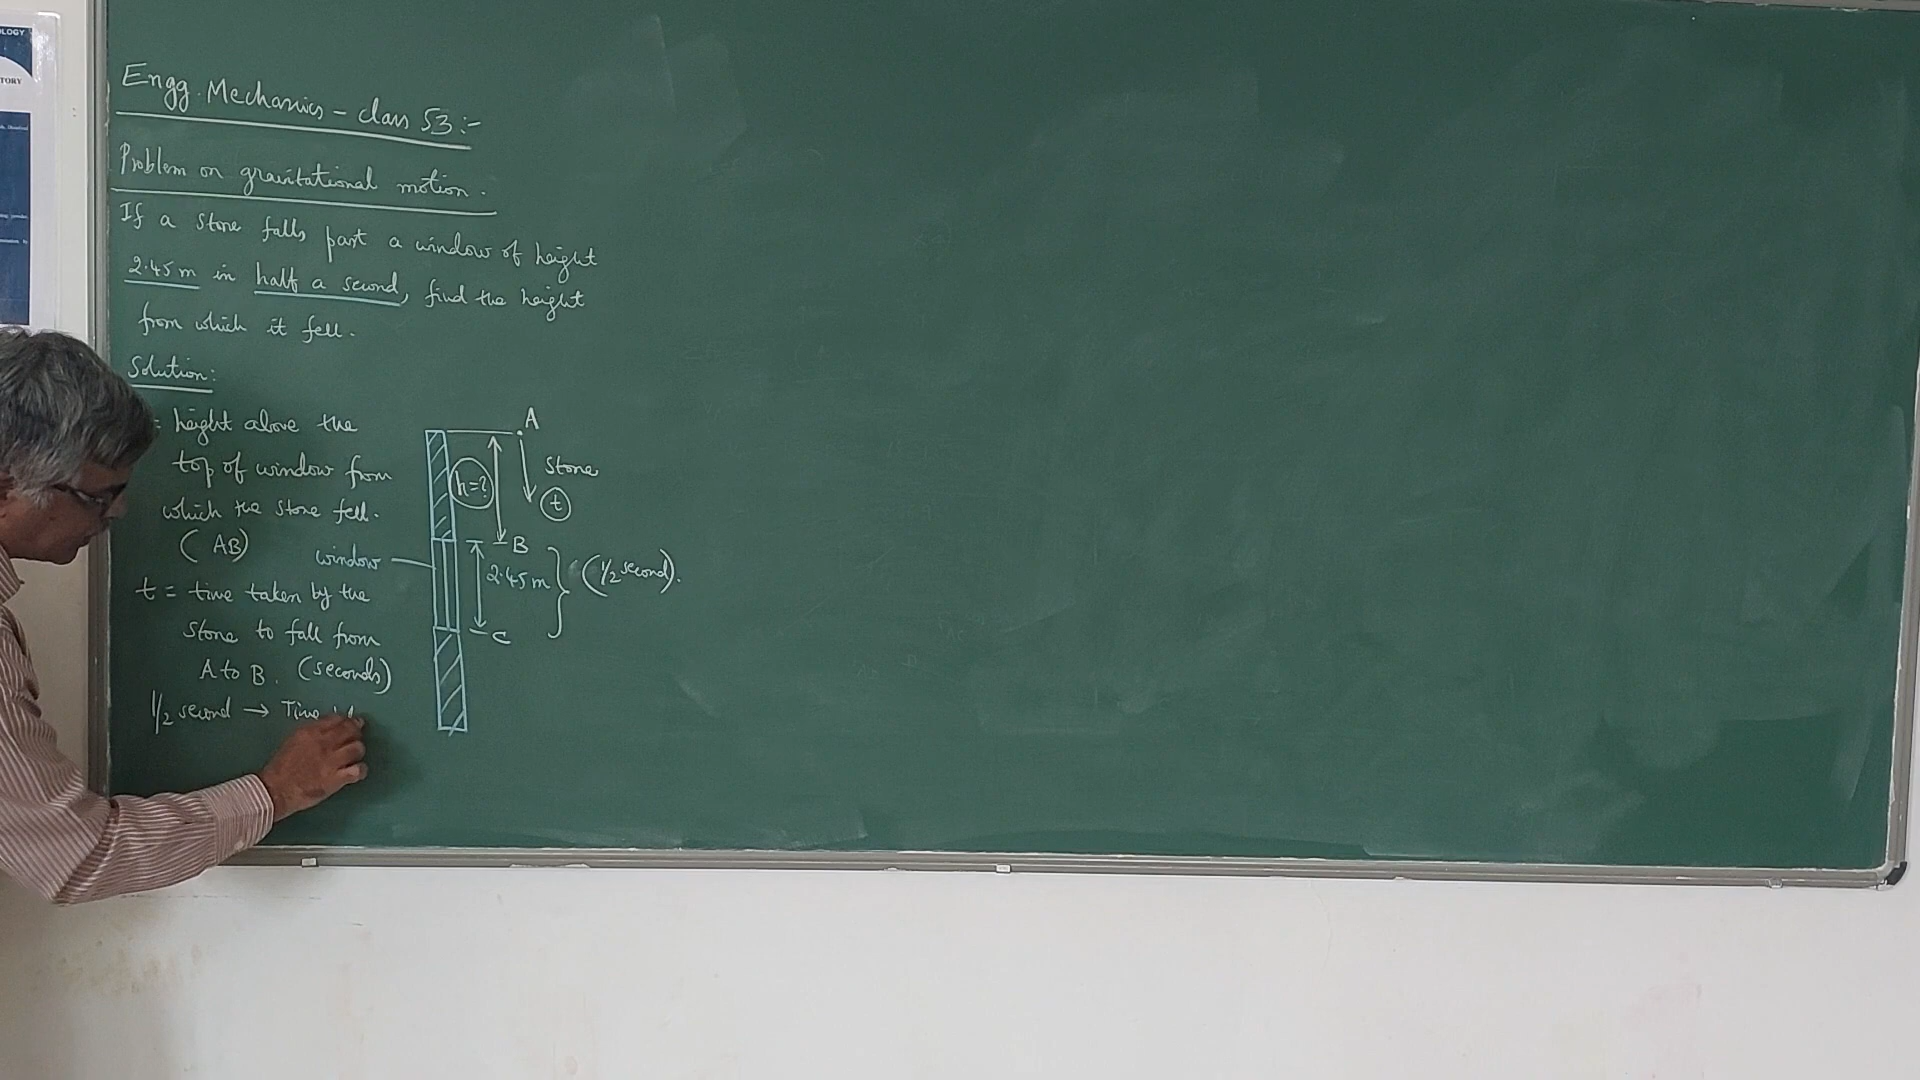 OLOGY
TORY
Engg. Mechanics - class 53:-
Problem on gravitational motion.
If a stone falls past a window of height
2.45 m in half a second, find the height
from which it fell.
Solution:
= height above the
top of window from
which the stone fell.
(AB)
t = time taken by the
stone to fall from
A to B. (seconds)
1/2 second → Time
A
stone
h=?
t
B
window
2.45 m
(1/2 second).
C